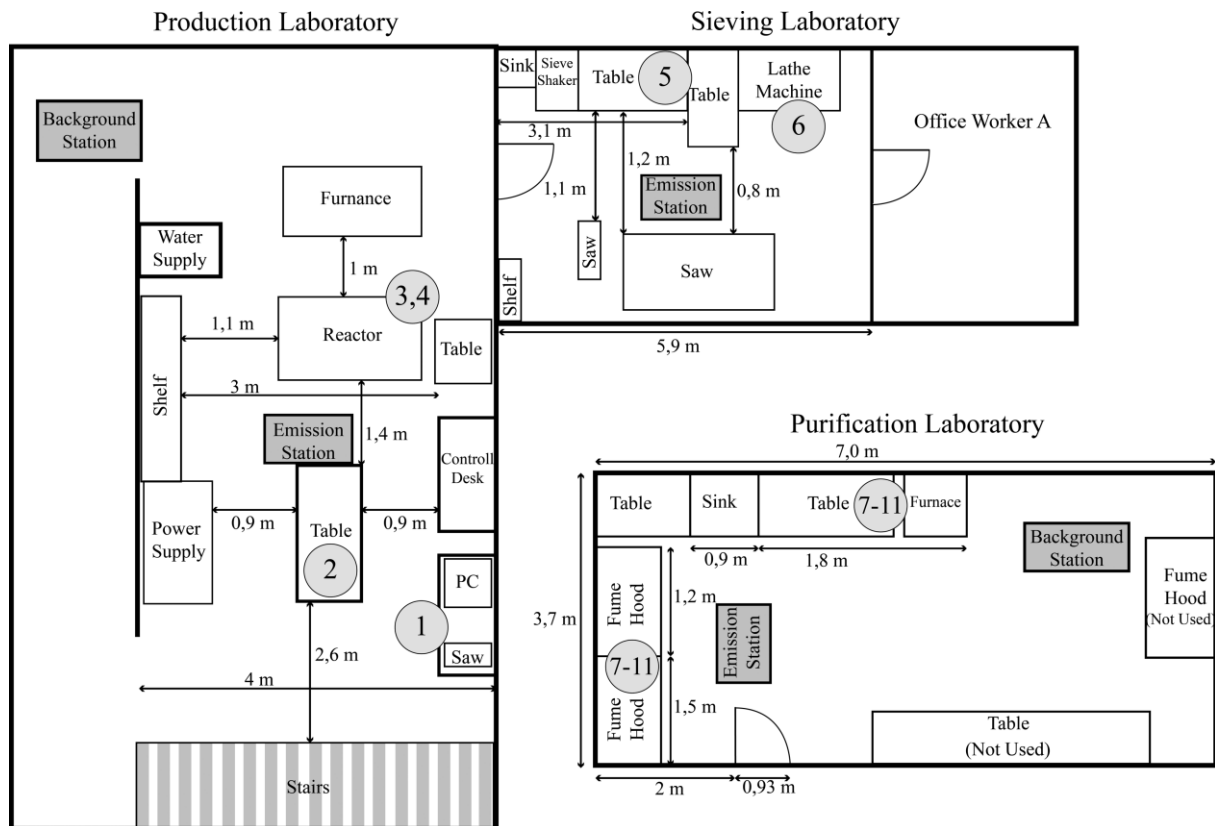 Production Laboratory
Background
Station
Furnance
Water
Supply
1 m
3,4
Reactor
1,1 m
Table
Shelf
3 m
Emission
Station
1,4 m
Controll
Desk
0,9 m
0,9 m
Power
Supply
Table
2
PC
1
Saw
2,6 m
4 m
Stairs
Sieving Laboratory
Sink
Sieve
Shaker
Table
5
Table
Lathe
Machine
6
3,1 m
1,2 m
1,1 m
Emission
Station
0,8 m
Saw
Saw
Shelf
5,9 m
Office Worker A
Purification Laboratory
7,0 m
Table
Sink
Table
7-11
Furnace
0,9 m
1,8 m
Background
Station
Fume
Hood
(Not Used)
3,7 m
Fume
Hood
1,2 m
Emission
Station
7-11
Fume
Hood
1,5 m
Table
(Not Used)
2 m
0,93 m